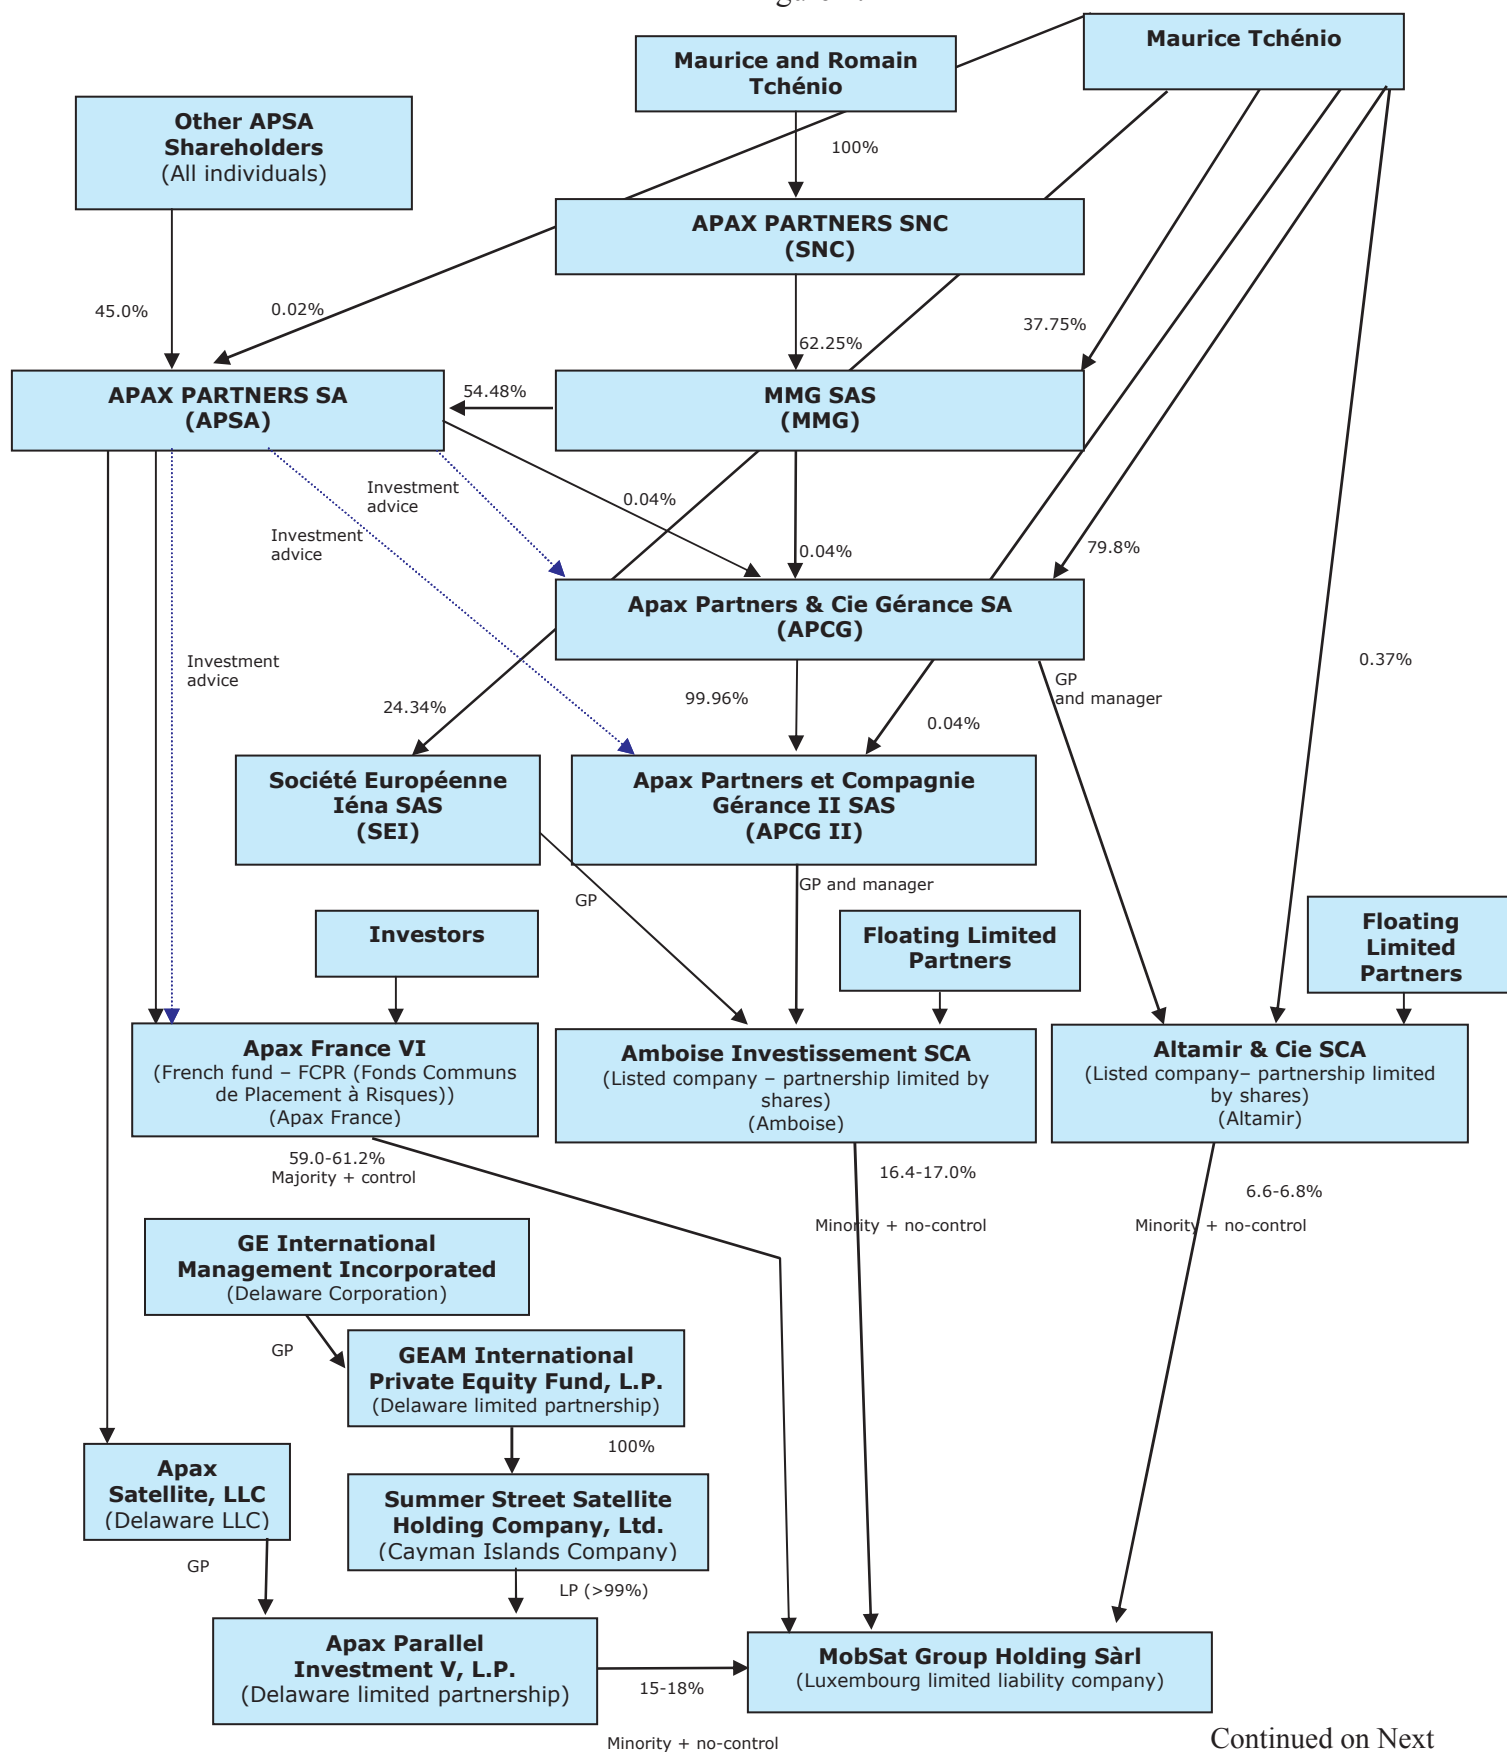 Maurice Tchénio
Maurice and Romain
Tchénio
Other APSA
Shareholders
(All individuals)
100%
APAX PARTNERS SNC
(SNC)
45.0%
0.02%
62.25%
37.75%
APAX PARTNERS SA
(APSA)
54.48%
MMG SAS
(MMG)
Investment
advice
0.04%
Investment
advice
0.04%
79.8%
Apax Partners & Cie Gérance SA
(APCG)
Investment
advice
0.37%
24.34%
99.96%
0.04%
GP
and manager
Société Européenne
Iéna SAS
(SEI)
Apax Partners et Compagnie
Gérance II SAS
(APCG II)
GP
GP and manager
Investors
Floating Limited
Partners
Floating
Limited
Partners
Apax France VI
(French fund – FCPR (Fonds Communs
de Placement à Risques))
(Apax France)
Amboise Investissement SCA
(Listed company – partnership limited by
shares)
(Amboise)
Altamir & Cie SCA
(Listed company– partnership limited
by shares)
(Altamir)
59.0-61.2%
Majority + control
16.4-17.0%
Minority + no-control
6.6-6.8%
Minority + no-control
GE International
Management Incorporated
(Delaware Corporation)
GP
GEAM International
Private Equity Fund, L.P.
(Delaware limited partnership)
100%
Apax
Satellite, LLC
(Delaware LLC)
Summer Street Satellite
Holding Company, Ltd.
(Cayman Islands Company)
GP
LP (>99%)
Apax Parallel
Investment V, L.P.
(Delaware limited partnership)
15-18%
Minority + no-control
MobSat Group Holding Sàrl
(Luxembourg limited liability company)
Continued on Next